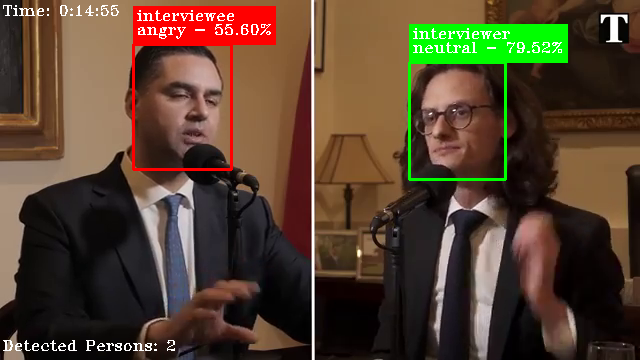 Time: 0:14:55
interviewee
angry - 55.60%
interviewer
neutral - 79.52%
T
Detected Persons: 2